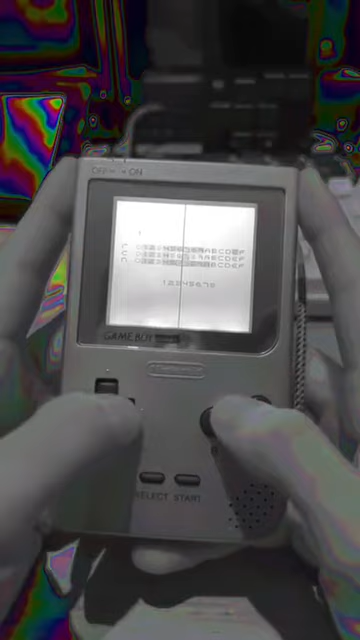 OFF ON
C 0123456789ABCDEF
C 0123456789ABCDEF
0123456789ABCDEF
12345678
GAME BOY
Nintendo
SELECT START